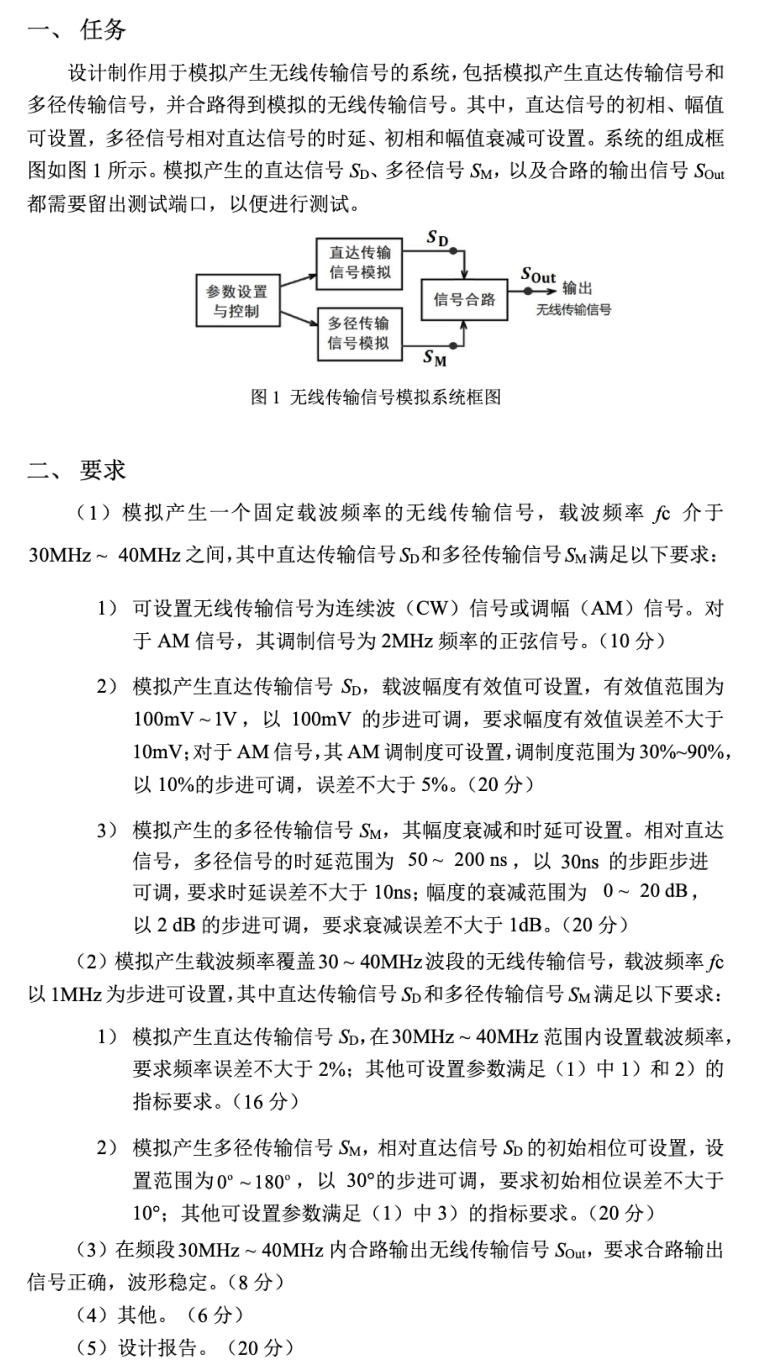 一、 任务
设计制作用于模拟产生无线传输信号的系统，包括模拟产生直达传输信号和
多径传输信号，并合路得到模拟的无线传输信号。其中，直达信号的初相、幅值
可设置，多径信号相对直达信号的时延、初相和幅值衰减可设置。系统的组成框
图如图 1 所示。模拟产生的直达信号 SD、多径信号 SM，以及合路的输出信号 SOut
都需要留出测试端口，以便进行测试。
参数设置
与控制
直达传输
信号模拟
多径传输
信号模拟
SD
SM
信号合路
SOut
输出
无线传输信号
图 1 无线传输信号模拟系统框图
二、 要求
（1）模拟产生一个固定载波频率的无线传输信号，载波频率 fc 介于
30MHz ~ 40MHz 之间，其中直达传输信号 SD和多径传输信号 SM满足以下要求：
1） 可设置无线传输信号为连续波（CW）信号或调幅（AM）信号。对
于 AM 信号，其调制信号为 2MHz 频率的正弦信号。（10 分）
2） 模拟产生直达传输信号 SD，载波幅度有效值可设置，有效值范围为
100mV ~ 1V，以 100mV 的步进可调，要求幅度有效值误差不大于
10mV；对于 AM 信号，其 AM 调制度可设置，调制度范围为 30%~90%，
以 10%的步进可调，误差不大于 5%。（20 分）
3） 模拟产生的多径传输信号 SM，其幅度衰减和时延可设置。相对直达
信号，多径信号的时延范围为 50 ~ 200 ns，以 30ns 的步距步进
可调，要求时延误差不大于 10ns；幅度的衰减范围为 0 ~ 20 dB，
以 2 dB 的步进可调，要求衰减误差不大于 1dB。（20 分）
（2）模拟产生载波频率覆盖 30 ~ 40MHz 波段的无线传输信号，载波频率 fc
以 1MHz 为步进可设置，其中直达传输信号 SD和多径传输信号 SM满足以下要求：
1） 模拟产生直达传输信号 SD，在 30MHz ~ 40MHz 范围内设置载波频率，
要求频率误差不大于 2%；其他可设置参数满足（1）中 1）和 2）的
指标要求。（16 分）
2） 模拟产生多径传输信号 SM，相对直达信号 SD 的初始相位可设置，设
置范围为 0° ~180°，以 30°的步进可调，要求初始相位误差不大于
10°；其他可设置参数满足（1）中 3）的指标要求。（20 分）
（3）在频段 30MHz ~ 40MHz 内合路输出无线传输信号 SOut，要求合路输出
信号正确，波形稳定。（8 分）
（4）其他。（6 分）
（5）设计报告。（20 分）